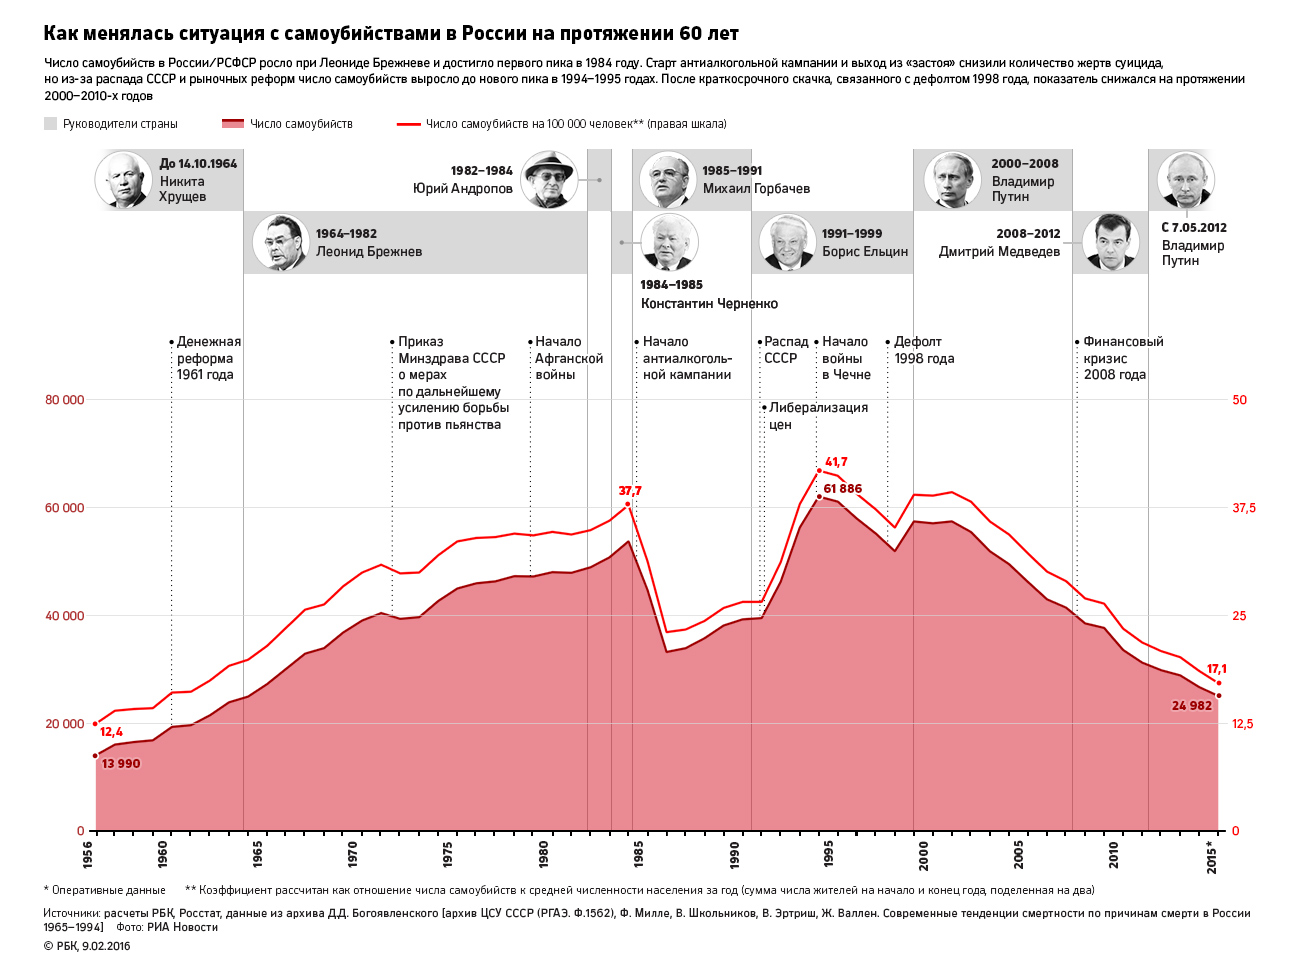 Как менялась ситуация с самоубийствами в России на протяжении 60 лет
Число самоубийств в России/РСФСР росло при Леониде Брежневе и достигло первого пика в 1984 году. Старт антиалкогольной кампании и выход из «застоя» снизили количество жертв суицида,
но из-за распада СССР и рыночных реформ число самоубийств выросло до нового пика в 1994–1995 годах. После краткосрочного скачка, связанного с дефолтом 1998 года, показатель снижался на протяжении
2000–2010-х годов
Руководители страны
Число самоубийств
Число самоубийств на 100 000 человек** (правая шкала)
До 14.10.1964
Никита
Хрущев
1964–1982
Леонид Брежнев
1982–1984
Юрий Андропов
1984–1985
Константин Черненко
1985–1991
Михаил Горбачев
1991–1999
Борис Ельцин
2000–2008
Владимир
Путин
2008–2012
Дмитрий Медведев
С 7.05.2012
Владимир
Путин
Денежная
реформа
1961 года
Приказ
Минздрава СССР
о мерах
по дальнейшему
усилению борьбы
против пьянства
Начало
Афганской
войны
Начало
антиалкоголь-
ной кампании
Распад
СССР
Либерализация
цен
Начало
войны
в Чечне
Дефолт
1998 года
Финансовый
кризис
2008 года
80 000
60 000
40 000
20 000
0
50
37,5
25
12,5
0
12,4
13 990
37,7
41,7
61 886
17,1
24 982
1956
1960
1965
1970
1975
1980
1985
1990
1995
2000
2005
2010
2015*
* Оперативные данные
** Коэффициент рассчитан как отношение числа самоубийств к средней численности населения за год (сумма числа жителей на начало и конец года, поделенная на два)
Источники: расчеты РБК, Росстат, данные из архива Д.Д. Богоявленского [архив ЦСУ СССР (РГАЭ. Ф.1562), Ф. Милле, В. Школьников, В. Эртриш, Ж. Валлен. Современные тенденции смертности по причинам смерти в России
1965–1994] Фото: РИА Новости
© РБК, 9.02.2016